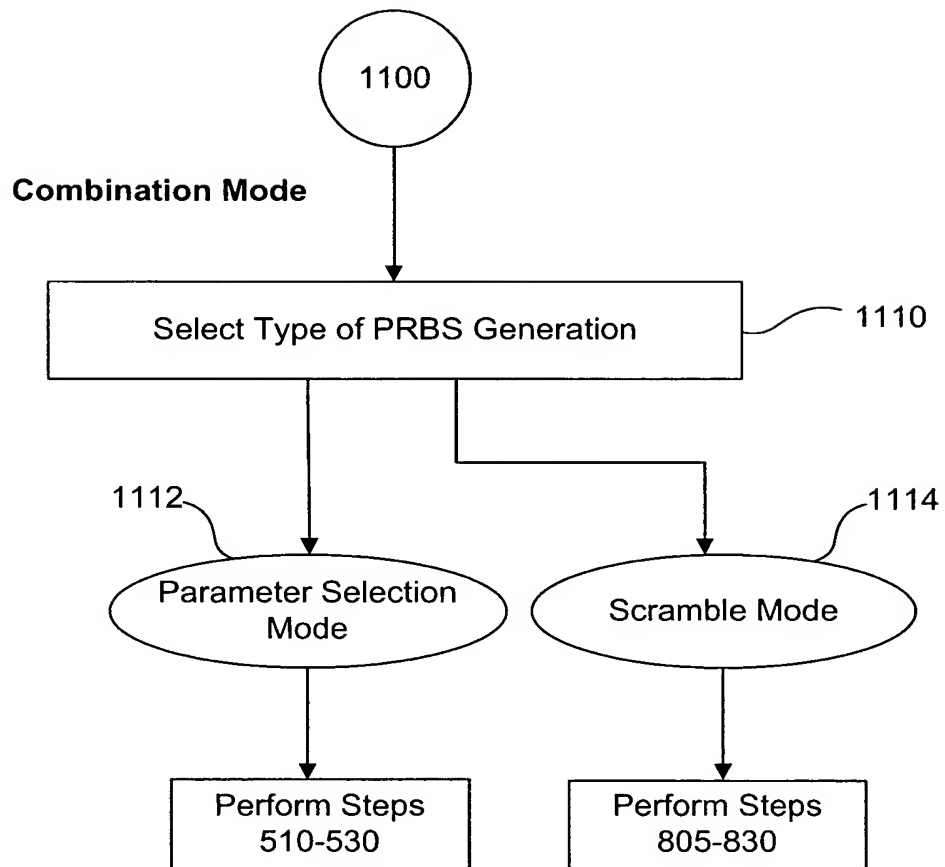 1100
Combination Mode
Select Type of PRBS Generation
1110
1112
1114
Parameter Selection
Mode
Scramble Mode
Perform Steps
510-530
Perform Steps
805-830